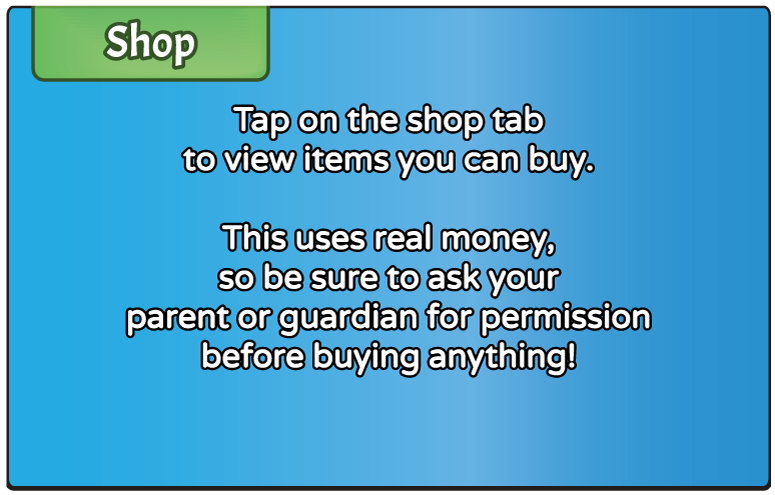 Shop
Tap on the shop tab
to view items you can buy.
This uses real money,
so be sure to ask your
parent or guardian for permission
before buying anything!